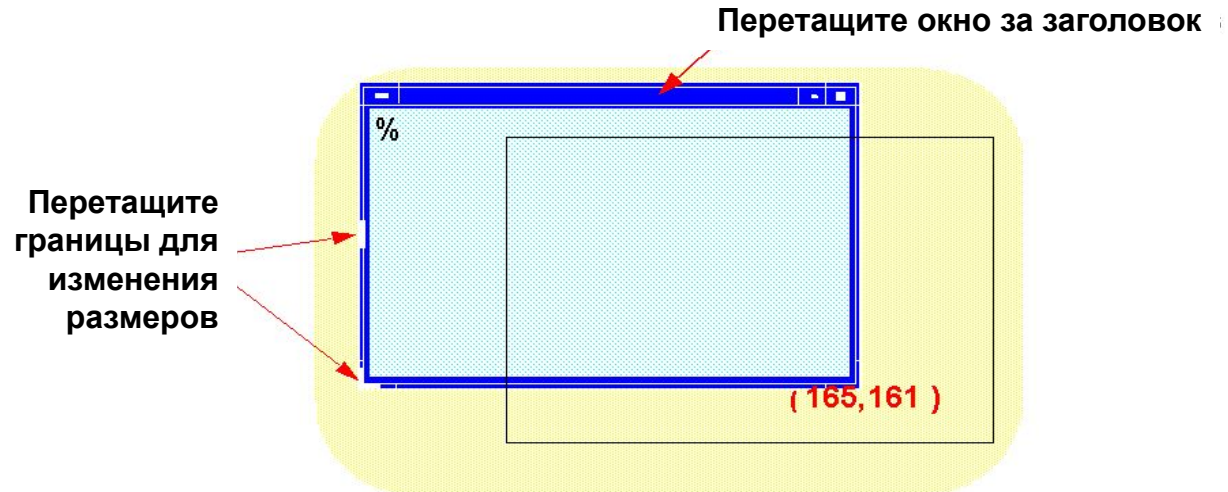 Перетащите окно за заголовок
%
Перетащите
границы для
изменения
размеров
( 165,161 )